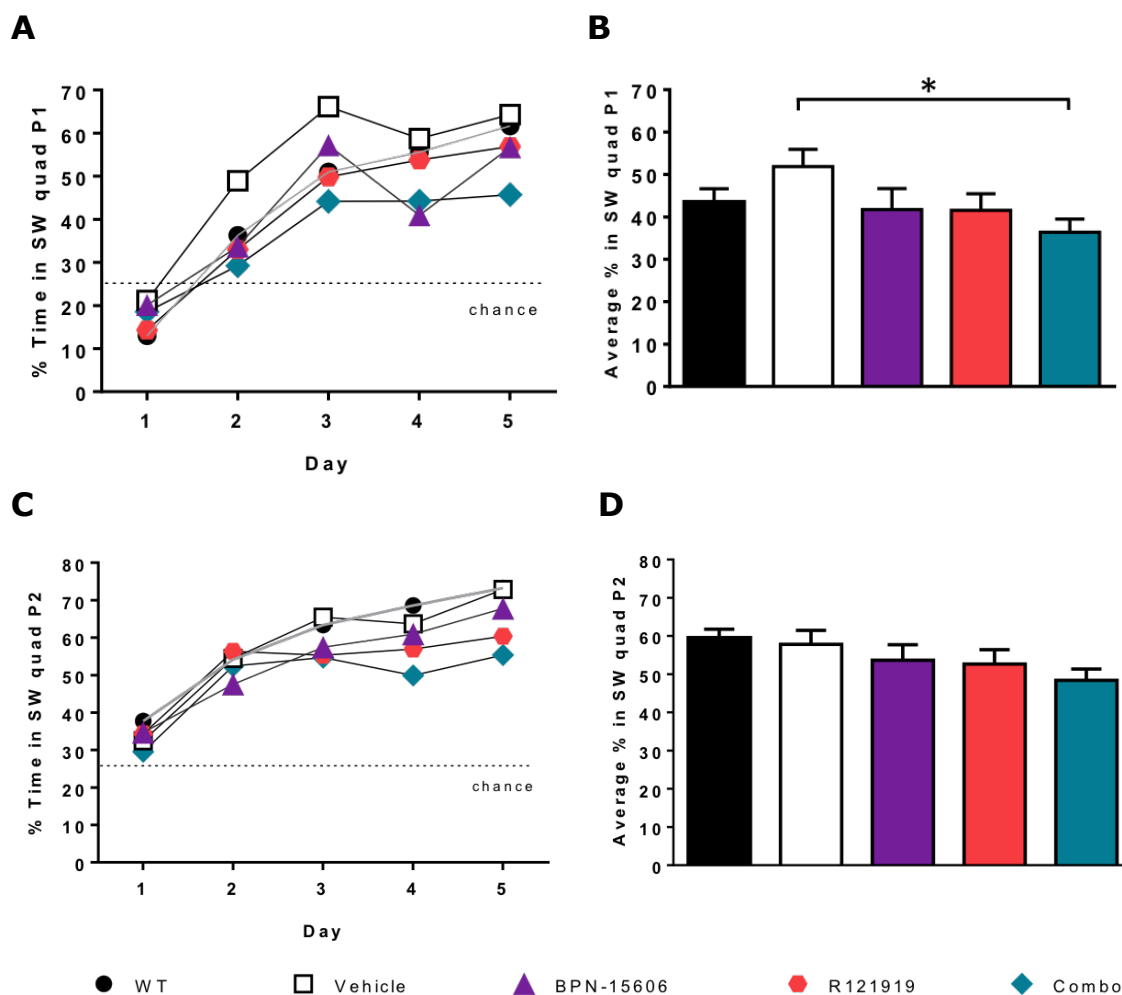 A
% Time in SW quad P1
70
60
50
40
30
20
10
0
chance
1 2 3 4 5
Day
B
Average % in SW quad P1
70
60
50
40
30
20
10
0
*
C
% Time in SW quad P2
80
70
60
50
40
30
20
10
0
chance
1 2 3 4 5
Day
D
Average % in SW quad P2
80
70
60
50
40
30
20
10
0
WT Vehicle BPN-15606 R121919 Combo